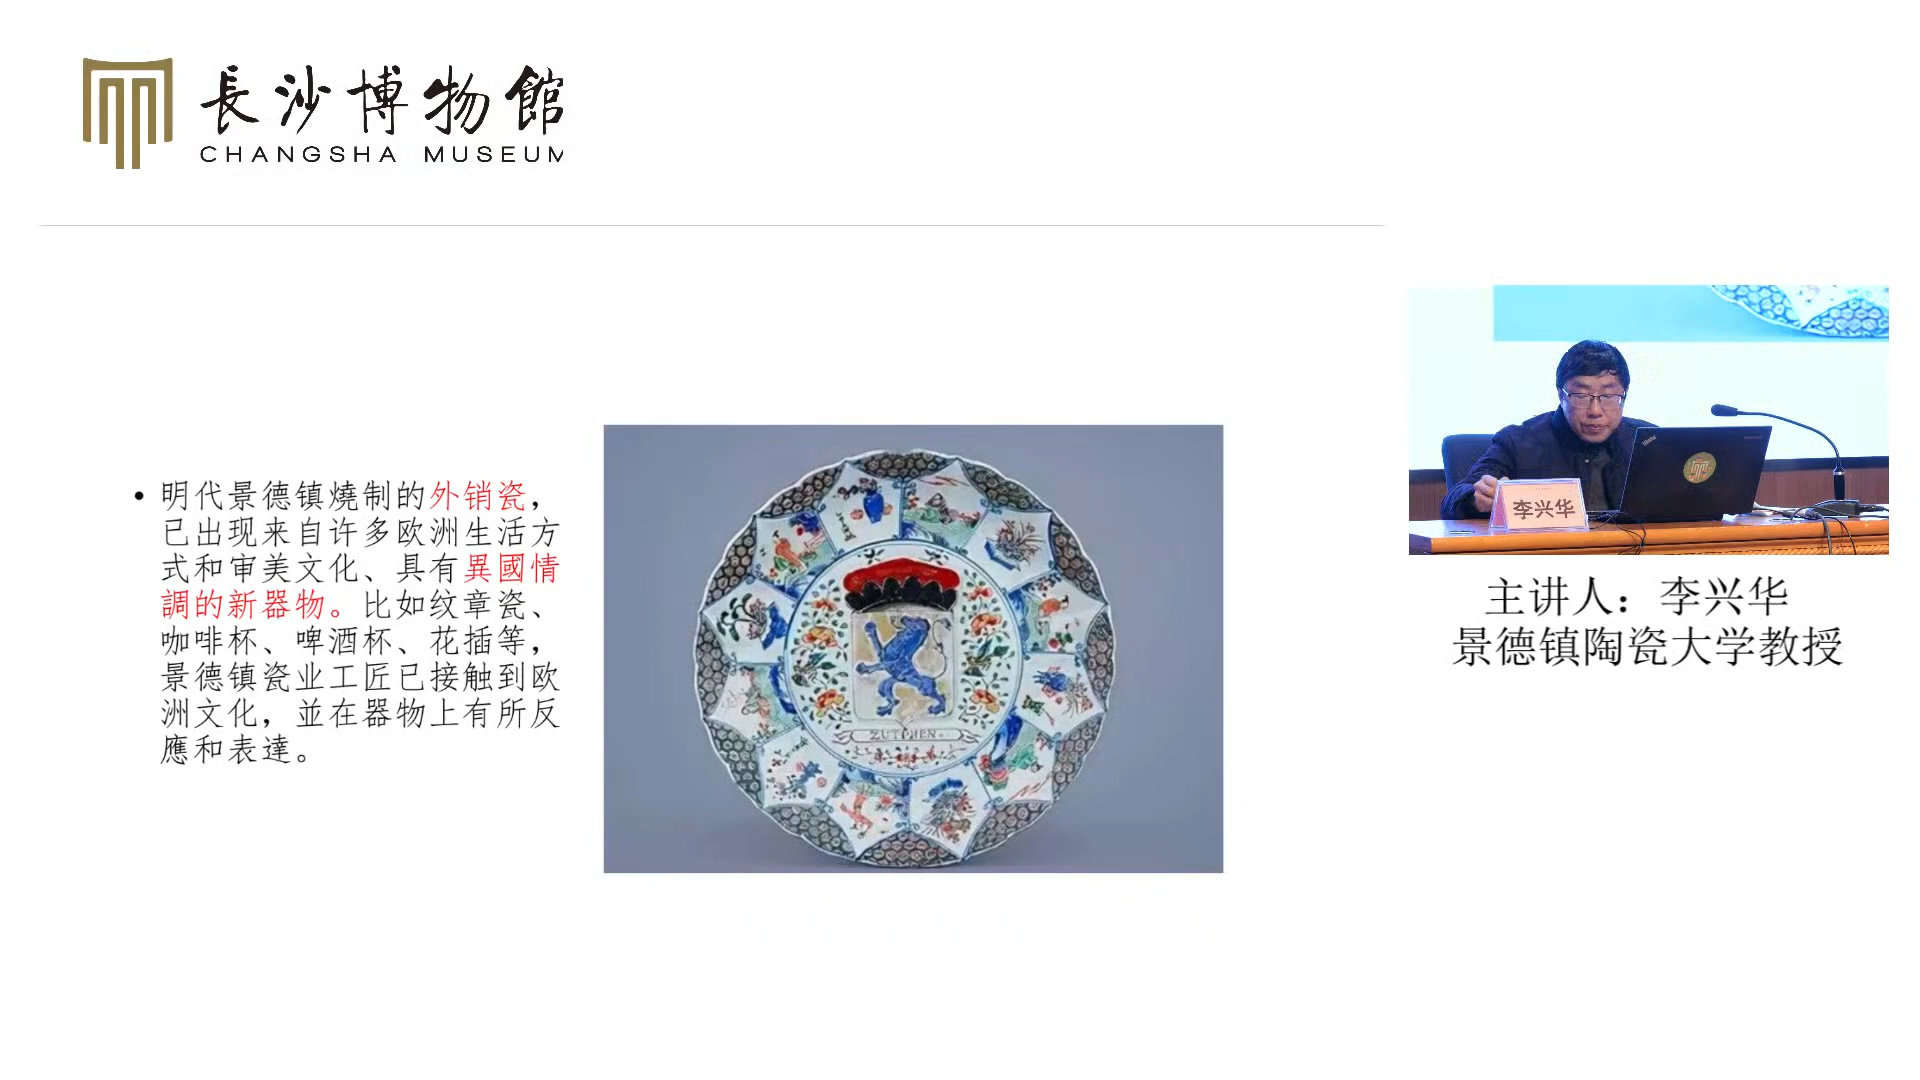 長沙博物館
CHANGSHA MUSEUM
明代景德镇燒制的外销瓷，
已出现来自许多欧洲生活方
式和审美文化、具有異國情
調的新器物。比如纹章瓷、
咖啡杯、啤酒杯、花插等，
景德镇瓷业工匠已接触到欧
洲文化，並在器物上有所反
應和表達。
ZUTPHEN
李兴华
主讲人：李兴华
景德镇陶瓷大学教授